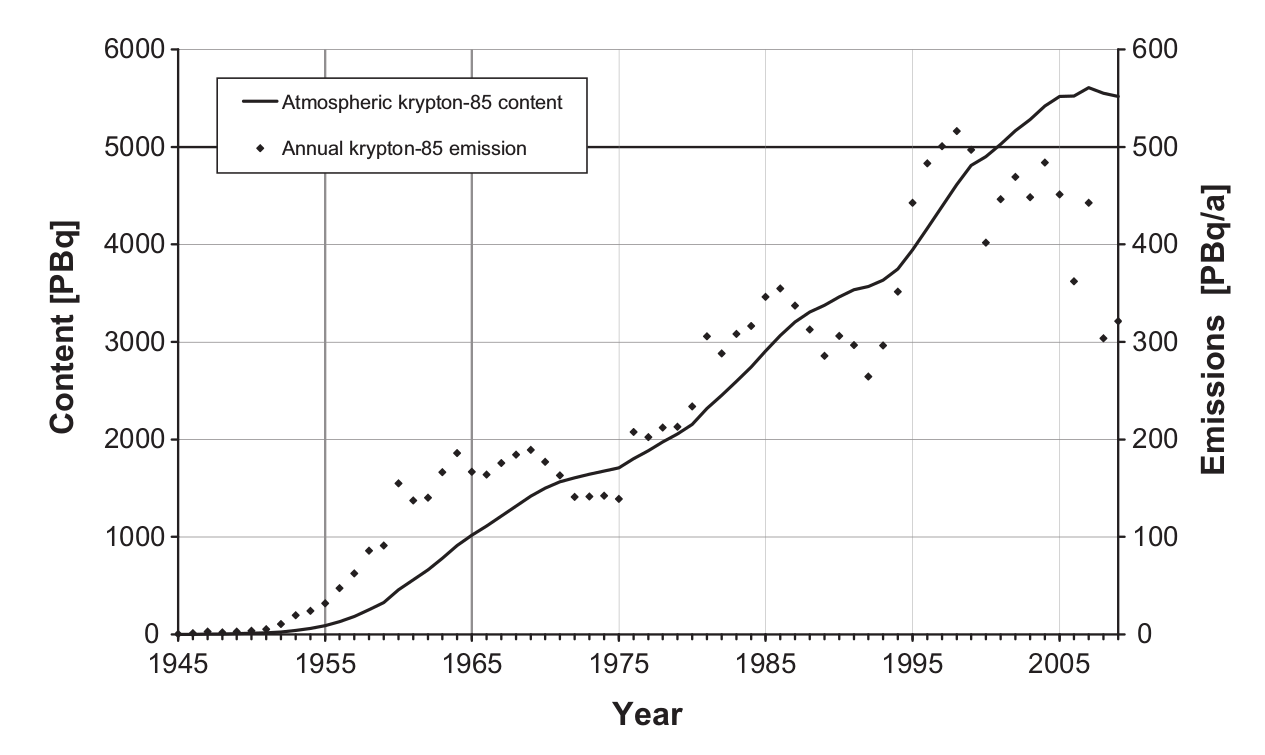 6000
5000
4000
3000
2000
1000
0
Content [PBq]
Atmospheric krypton-85 content
Annual krypton-85 emission
600
500
400
300
200
100
0
Emissions [PBq/a]
1945 1955 1965 1975 1985 1995 2005
Year